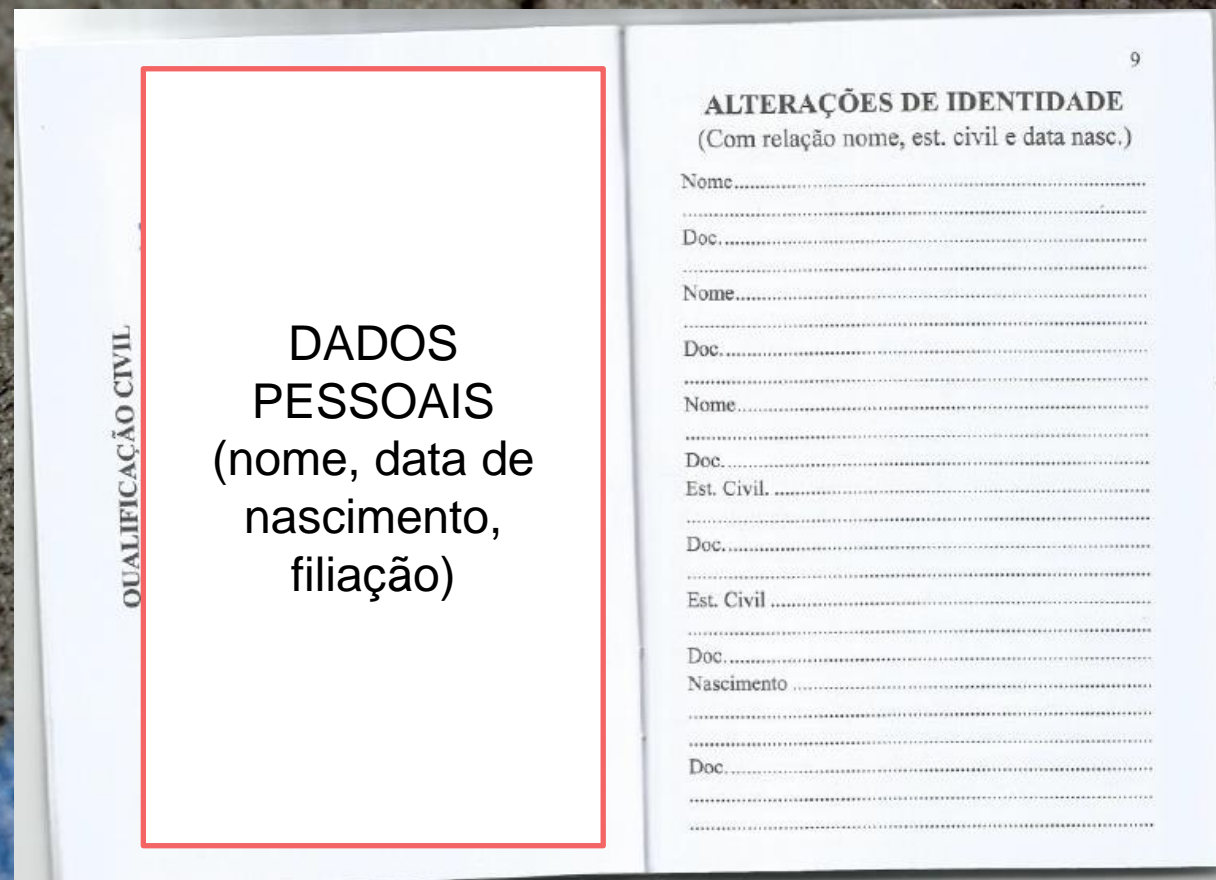 QUALIFICAÇÃO CIVIL
DADOS
PESSOAIS
(nome, data de
nascimento,
filiação)
9
ALTERAÇÕES DE IDENTIDADE
(Com relação nome, est. civil e data nasc.)
Nome
Doc.
Nome
Doc.
Nome
Doc.
Est. Civil.
Doc.
Est. Civil
Doc.
Nascimento
Doc.